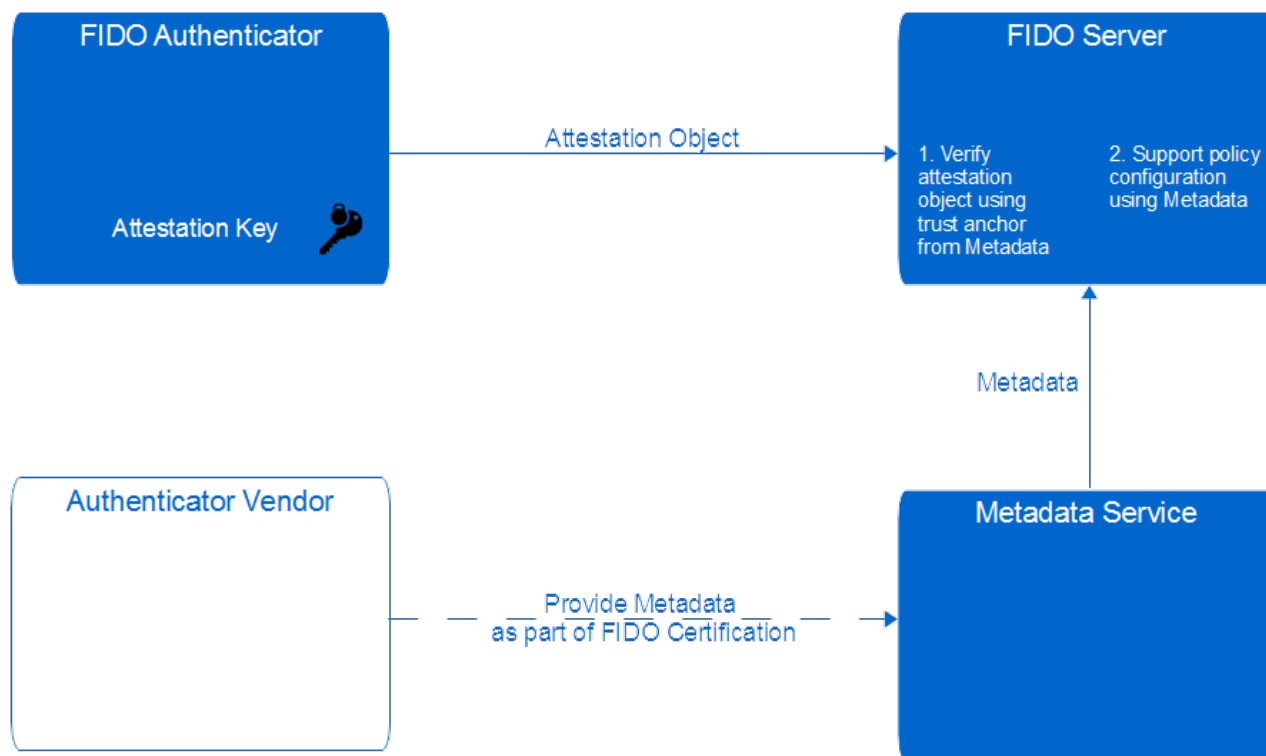 FIDO Authenticator
Attestation Key
Attestation Object
FIDO Server
1. Verify
attestation
object using
trust anchor
from Metadata
2. Support policy
configuration
using Metadata
Metadata
Authenticator Vendor
Provide Metadata
as part of FIDO Certification
Metadata Service